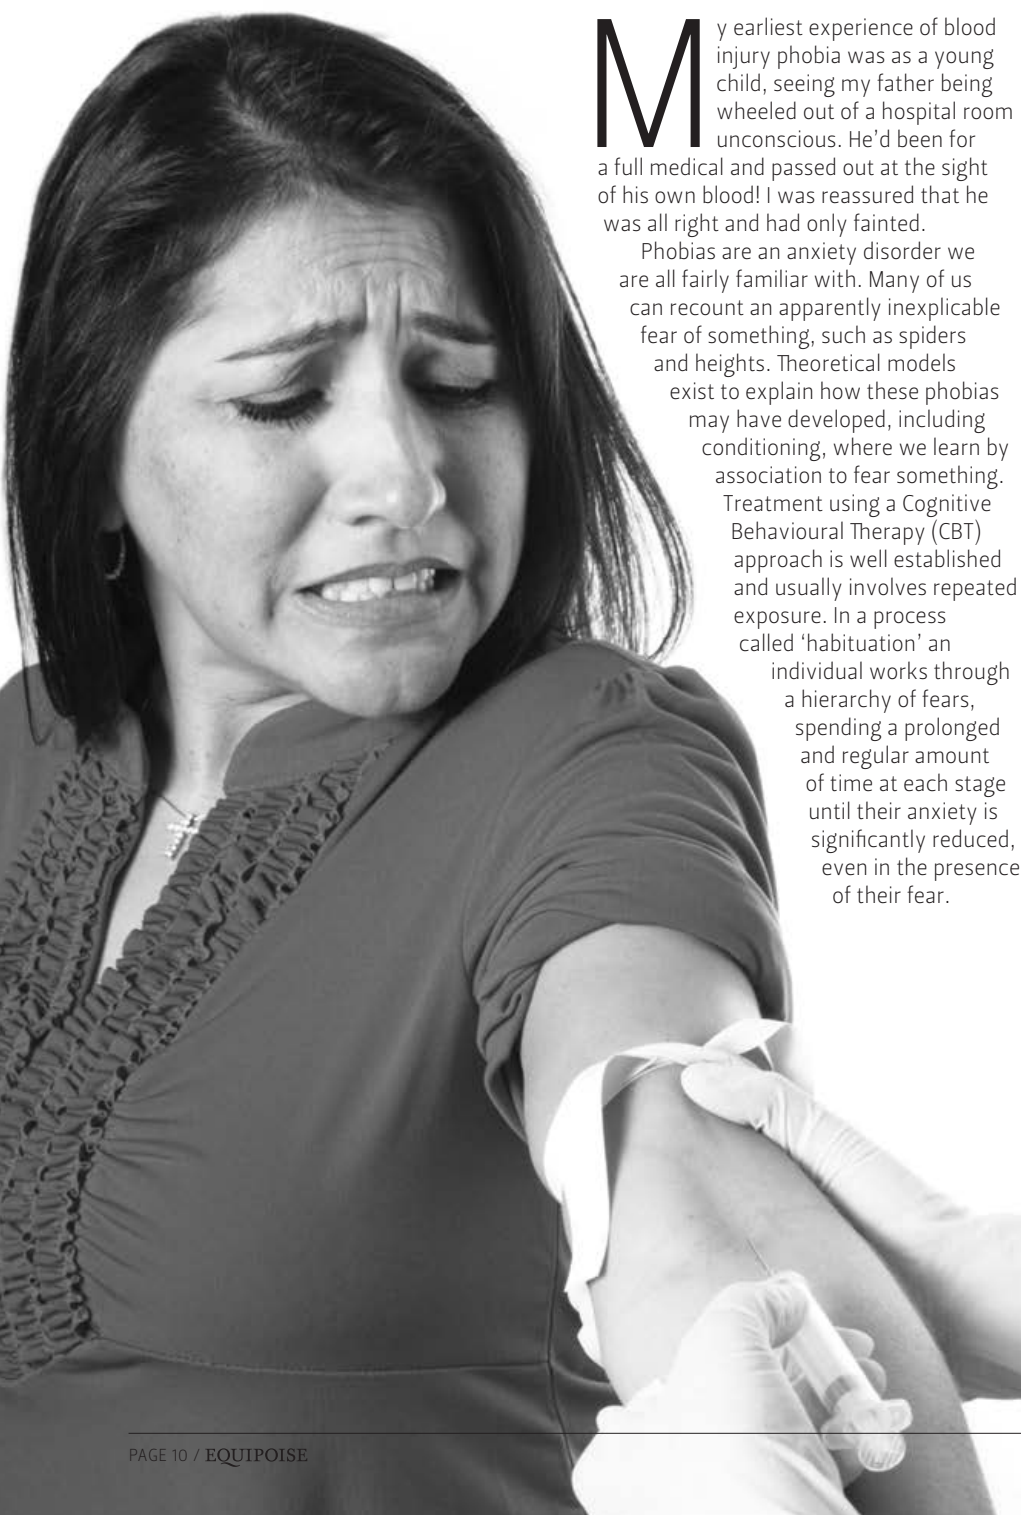 My earliest experience of blood
injury phobia was as a young
child, seeing my father being
wheeled out of a hospital room
unconscious. He’d been for
a full medical and passed out at the sight
of his own blood! I was reassured that he
was all right and had only fainted.
Phobias are an anxiety disorder we
are all fairly familiar with. Many of us
can recount an apparently inexplicable
fear of something, such as spiders
and heights. Theoretical models
exist to explain how these phobias
may have developed, including
conditioning, where we learn by
association to fear something.
Treatment using a Cognitive
Behavioural Therapy (CBT)
approach is well established
and usually involves repeated
exposure. In a process
called ‘habituation’ an
individual works through
a hierarchy of fears,
spending a prolonged
and regular amount
of time at each stage
until their anxiety is
significantly reduced,
even in the presence
of their fear.
PAGE 10 / EQUIPOISE